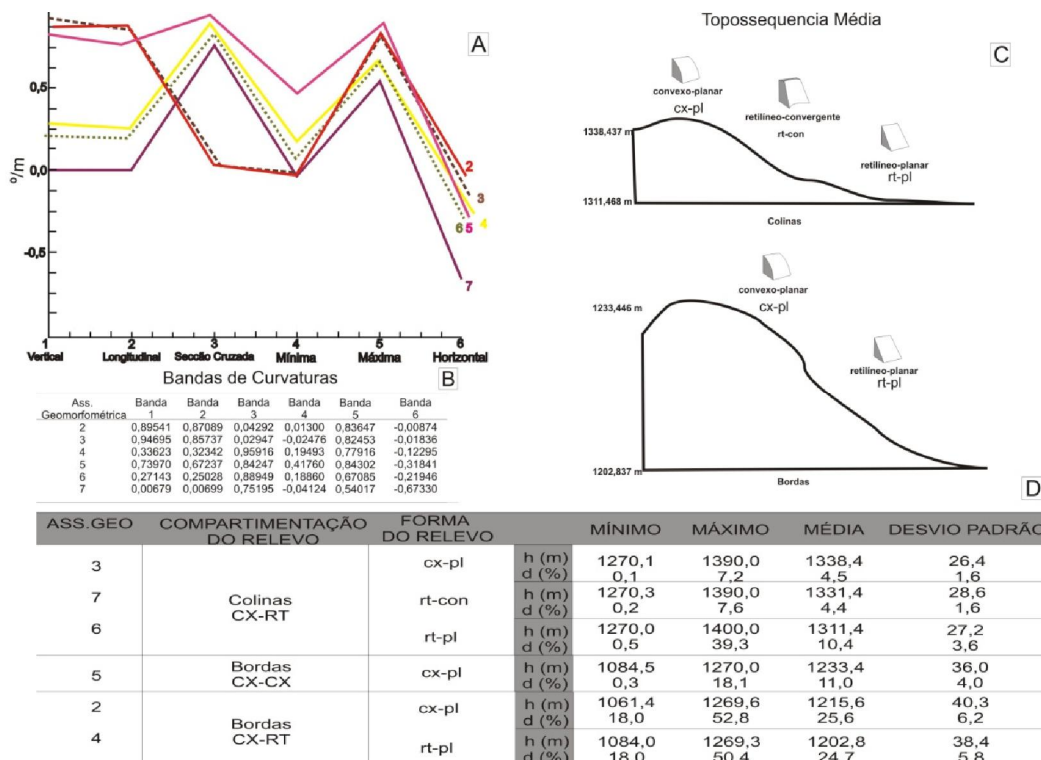 A
0,5
0,0
-0,5
º/m
2
3
4
6 5
7
1 2 3 4 5 6
Vertical Longitudinal Secção Cruzada Mínima Máxima Horizontal
Bandas de Curvaturas
B
Ass. Banda Banda Banda Banda Banda Banda
Geomorfométrica 1 2 3 4 5 6
2 0,89541 0,87089 0,04292 0,01300 0,83647 -0,00874
3 0,94695 0,85737 0,02947 -0,02476 0,82453 -0,01836
4 0,33623 0,32342 0,95916 0,19493 0,77916 -0,12295
5 0,73970 0,67237 0,84247 0,41760 0,84302 -0,31841
6 0,27143 0,25028 0,88949 0,18860 0,67085 -0,21946
7 0,00679 0,00699 0,75195 -0,04124 0,54017 -0,67330
Topossequencia Média
C
convexo-planar
cx-pl
retilíneo-convergente
rt-con
retilíneo-planar
rt-pl
1338,437 m
1311,468 m
Colinas
convexo-planar
cx-pl
1233,446 m
retilíneo-planar
rt-pl
1202,837 m
Bordas
D
ASS.GEO COMPARTIMENTAÇÃO DO RELEVO FORMA DO RELEVO MÍNIMO MÁXIMO MÉDIA DESVIO PADRÃO
3 cx-pl h (m) 1270,1 1390,0 1338,4 26,4
d (%) 0,1 7,2 4,5 1,6
7 Colinas CX-RT rt-con h (m) 1270,3 1390,0 1331,4 28,6
d (%) 0,2 7,6 4,4 1,6
6 rt-pl h (m) 1270,0 1400,0 1311,4 27,2
d (%) 0,5 39,3 10,4 3,6
5 Bordas CX-CX cx-pl h (m) 1084,5 1270,0 1233,4 36,0
d (%) 0,3 18,1 11,0 4,0
2 Bordas CX-RT cx-pl h (m) 1061,4 1269,6 1215,6 40,3
d (%) 18,0 52,8 25,6 6,2
4 rt-pl h (m) 1084,0 1269,3 1202,8 38,4
d (%) 18,0 50,4 24,7 5,8